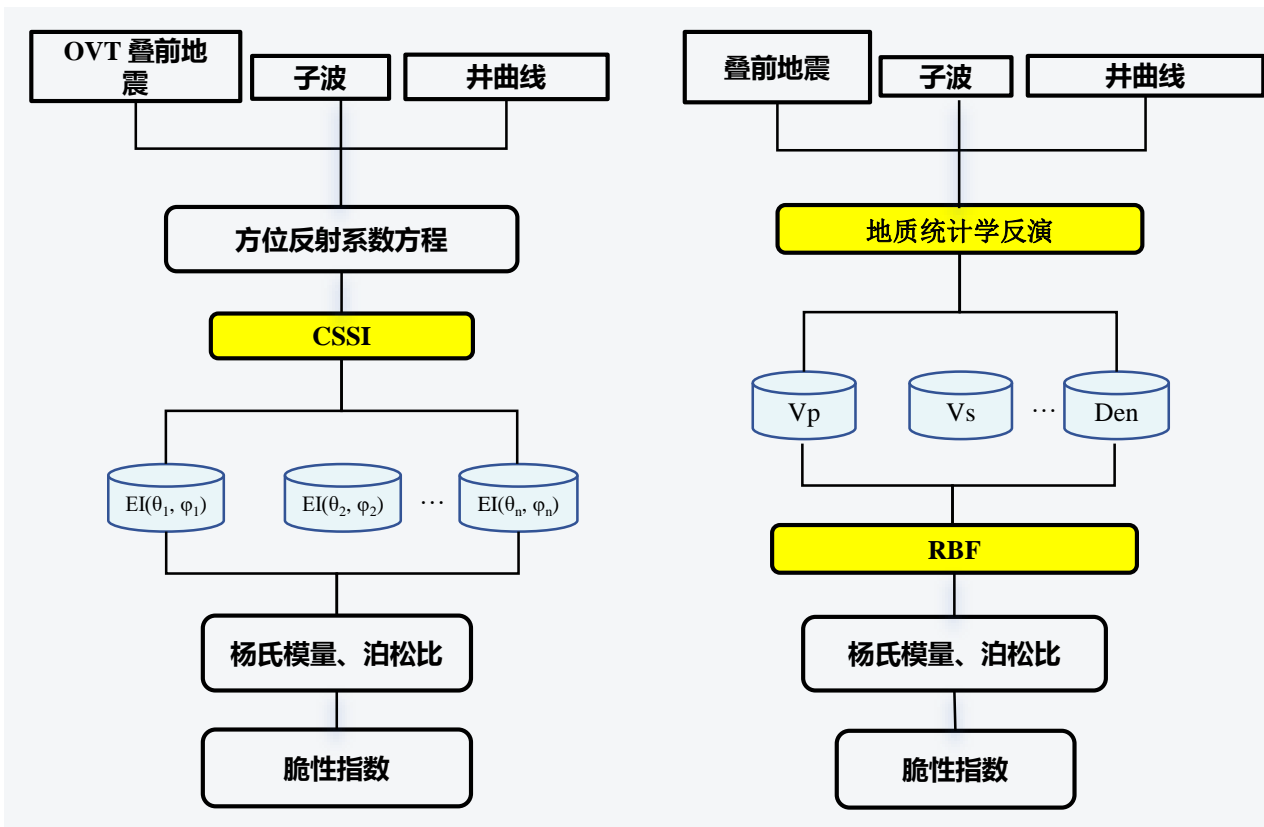 OVT 叠前地
震
子波
井曲线
方位反射系数方程
CSSI
EI(θ₁, φ₁)
EI(θ₂, φ₂)
···
EI(θₙ, φₙ)
杨氏模量、泊松比
脆性指数
叠前地震
子波
井曲线
地质统计学反演
Vp
Vs
···
Den
RBF
杨氏模量、泊松比
脆性指数